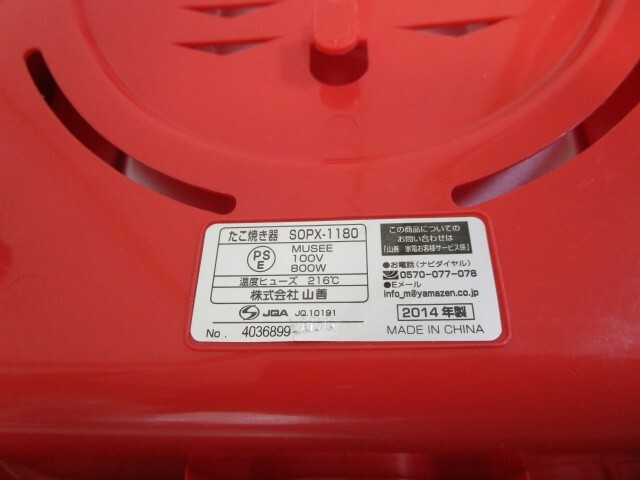 たこ焼き器 SOPX-1180
PS
E
MUSEE
100V
800W
温度ヒューズ 216℃
株式会社 山善
JQA JQ.10191
No. 4036899
この商品についての
お問い合わせは
「山善 家電お客様サービス係」
●お電話(ナビダイヤル)
0570-077-078
●Eメール
info_m@yamazen.co.jp
2014年製
MADE IN CHINA